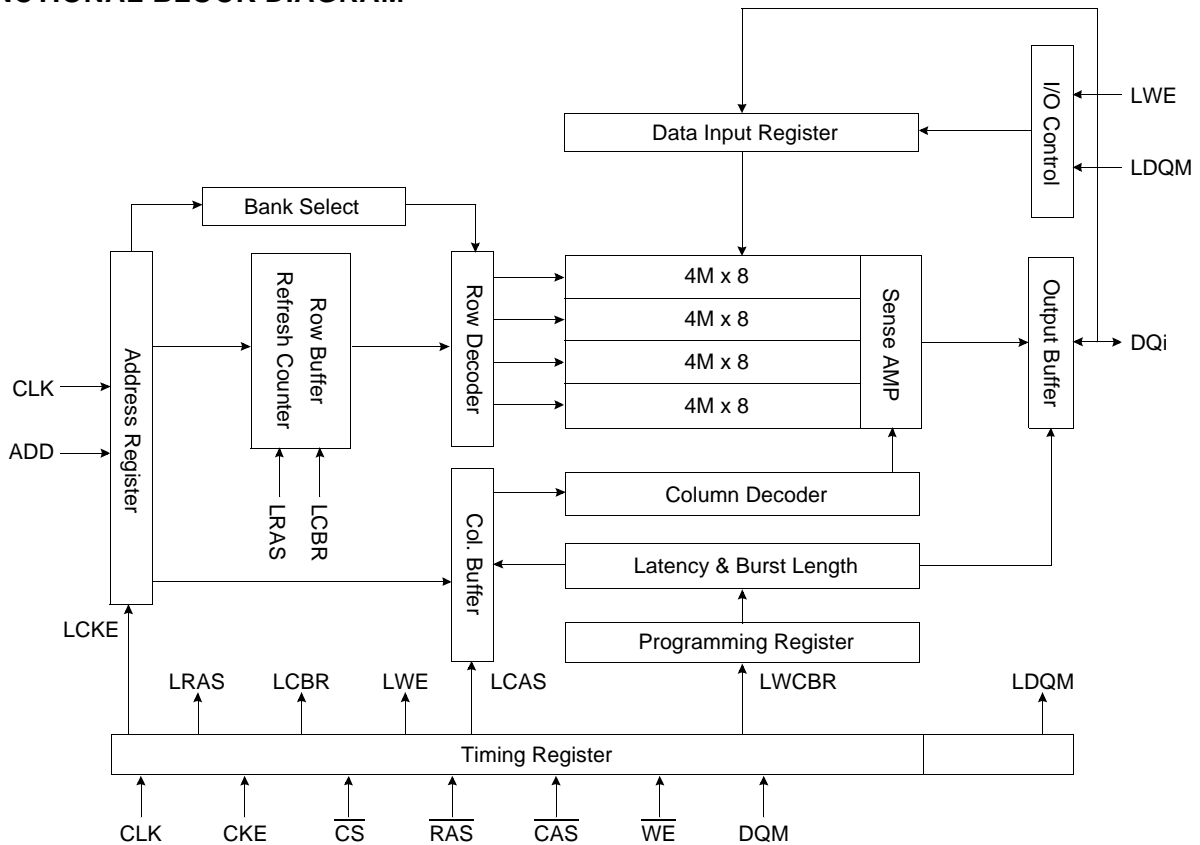 NCTIONAL BLOCK DIAGRAM
LWE
I/O Control
Data Input Register
LDQM
Bank Select
4M x 8
4M x 8
4M x 8
4M x 8
Sense AMP
Output Buffer
DQi
Row Decoder
Row Buffer
Refresh Counter
Address Register
CLK
ADD
LRAS
LCBR
Col. Buffer
Column Decoder
Latency & Burst Length
Programming Register
LCKE
LRAS
LCBR
LWE
LCAS
LWCBR
LDQM
Timing Register
CLK
CKE
CS
RAS
CAS
WE
DQM